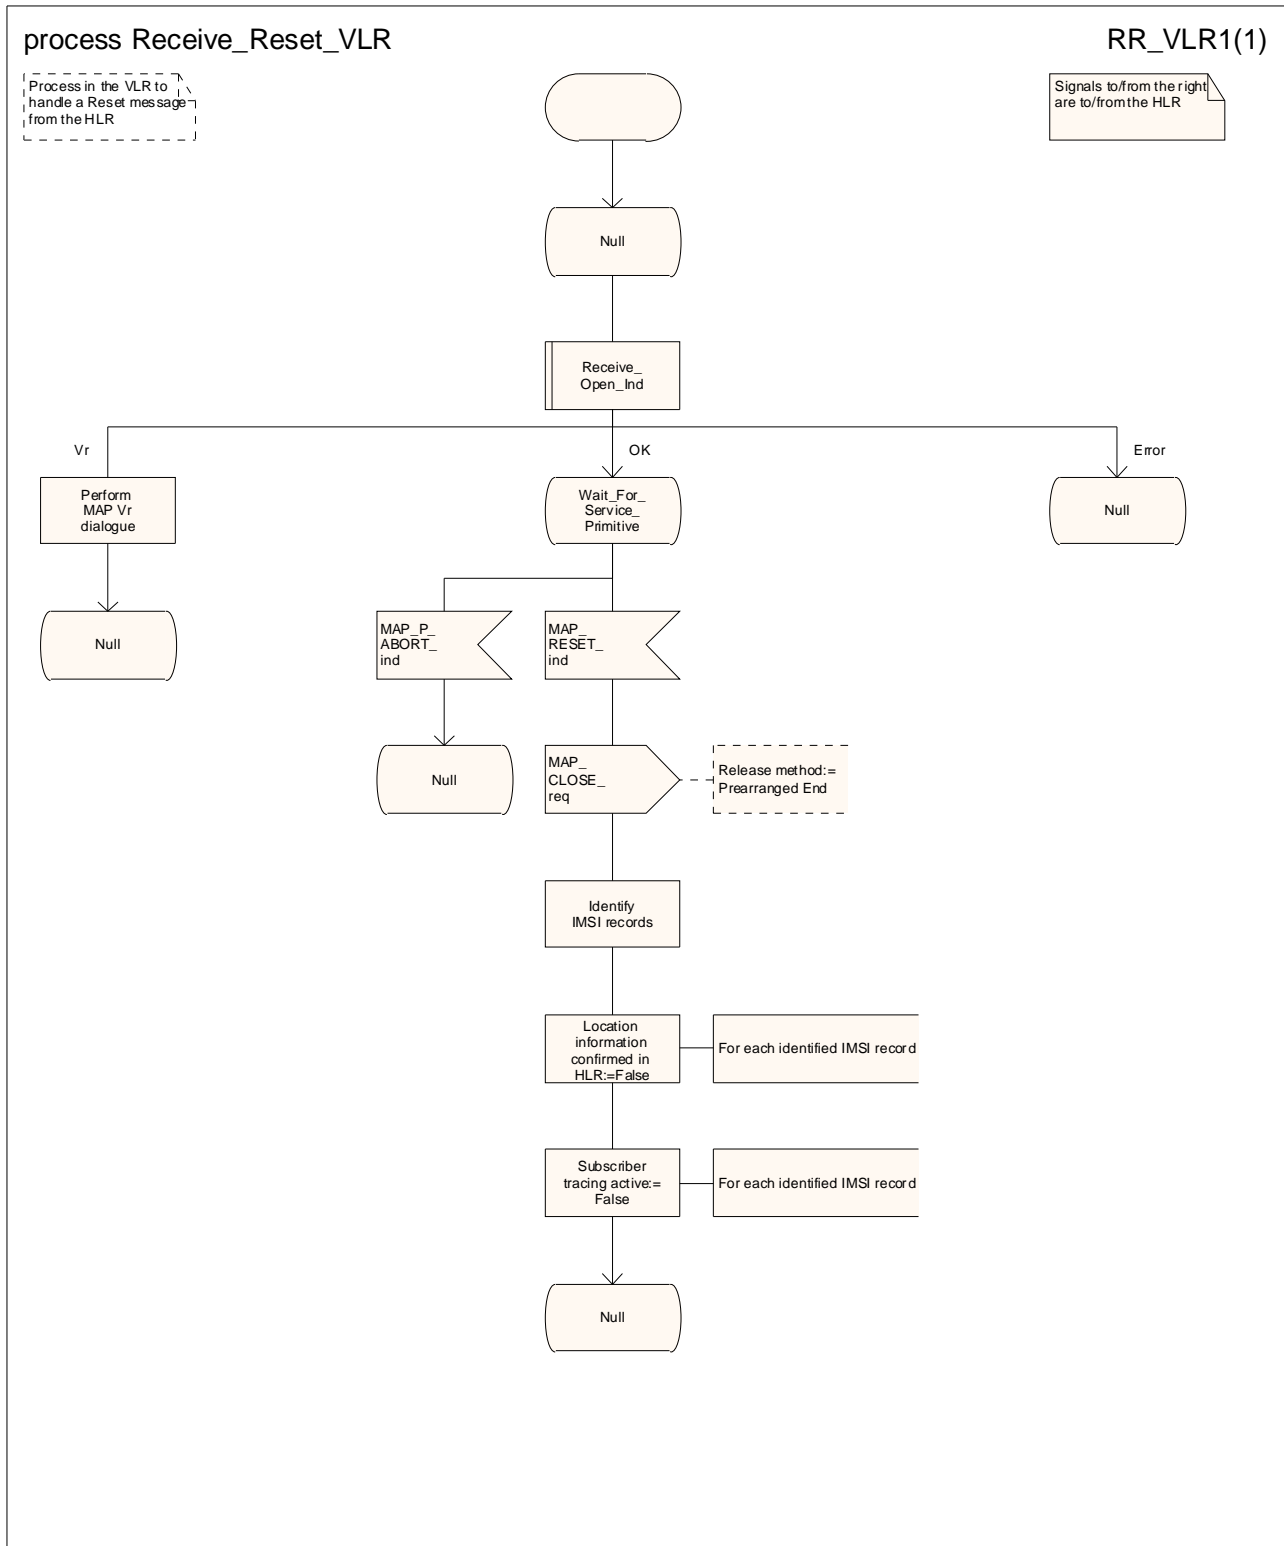 process Receive_Reset_VLR
RR_VLR1(1)
Process in the VLR to
handle a Reset message
from the HLR
Signals to/from the right
are to/from the HLR
Null
Receive_
Open_Ind
Vr
OK
Error
Perform
MAP Vr
dialogue
Wait_For_
Service_
Primitive
Null
Null
MAP_P_
ABORT_
ind
MAP_
RESET_
ind
Null
MAP_
CLOSE_
req
Release method:=
Prearranged End
Identify
IMSI records
Location
information
confirmed in
HLR:=False
For each identified IMSI record
Subscriber
tracing active:=
False
For each identified IMSI record
Null